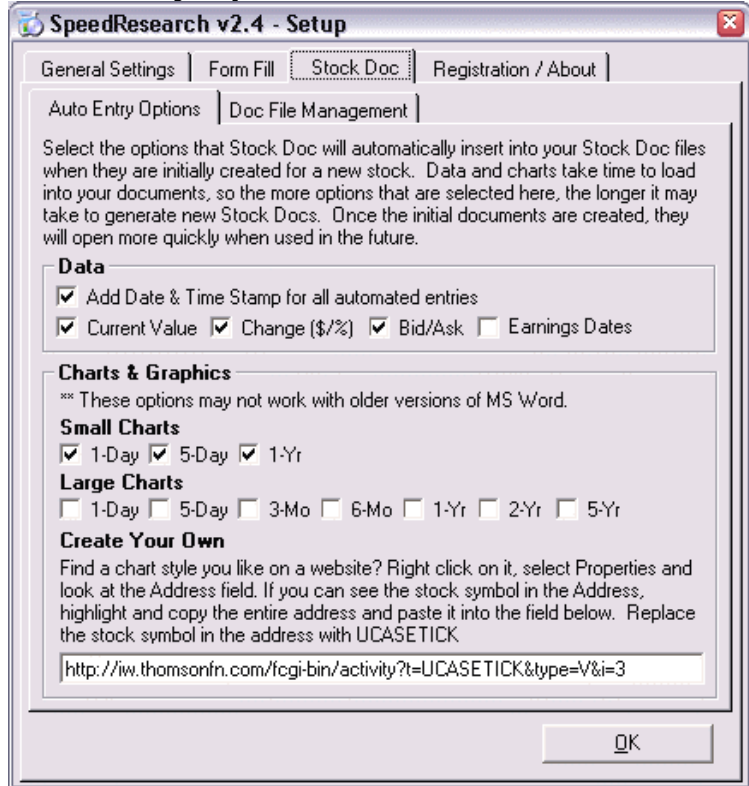 SpeedResearch v2.4 - Setup
General Settings Form Fill Stock Doc Registration / About
Auto Entry Options Doc File Management
Select the options that Stock Doc will automatically insert into your Stock Doc files
when they are initially created for a new stock. Data and charts take time to load
into your documents, so the more options that are selected here, the longer it may
take to generate new Stock Docs. Once the initial documents are created, they
will open more quickly when used in the future.
Data
Add Date & Time Stamp for all automated entries
Current Value Change ($/%) Bid/Ask Earnings Dates
Charts & Graphics
** These options may not work with older versions of MS Word.
Small Charts
1-Day 5-Day 1-Yr
Large Charts
1-Day 5-Day 3-Mo 6-Mo 1-Yr 2-Yr 5-Yr
Create Your Own
Find a chart style you like on a website? Right click on it, select Properties and
look at the Address field. If you can see the stock symbol in the Address,
highlight and copy the entire address and paste it into the field below. Replace
the stock symbol in the address with UCASETICK
http://iw.thomsonfn.com/fcgi-bin/activity?t=UCASETICK&type=V&i=3
OK